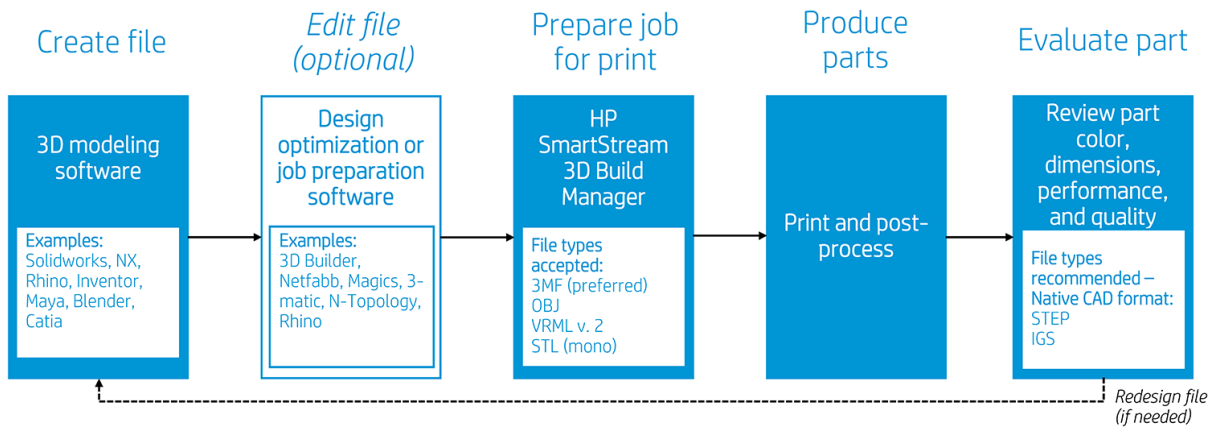 Create file
Edit file
(optional)
Prepare job
for print
Produce
parts
Evaluate part
3D modeling
software
Examples:
Solidworks, NX,
Rhino, Inventor,
Maya, Blender,
Catia
Design
optimization or
job preparation
software
Examples:
3D Builder,
Netfabb, Magics, 3-
matic, N-Topology,
Rhino
HP
SmartStream
3D Build
Manager
File types
accepted:
3MF (preferred)
OBJ
VRML v. 2
STL (mono)
Print and post-
process
Review part
color,
dimensions,
performance,
and quality
File types
recommended –
Native CAD format:
STEP
IGS
Redesign file
(if needed)